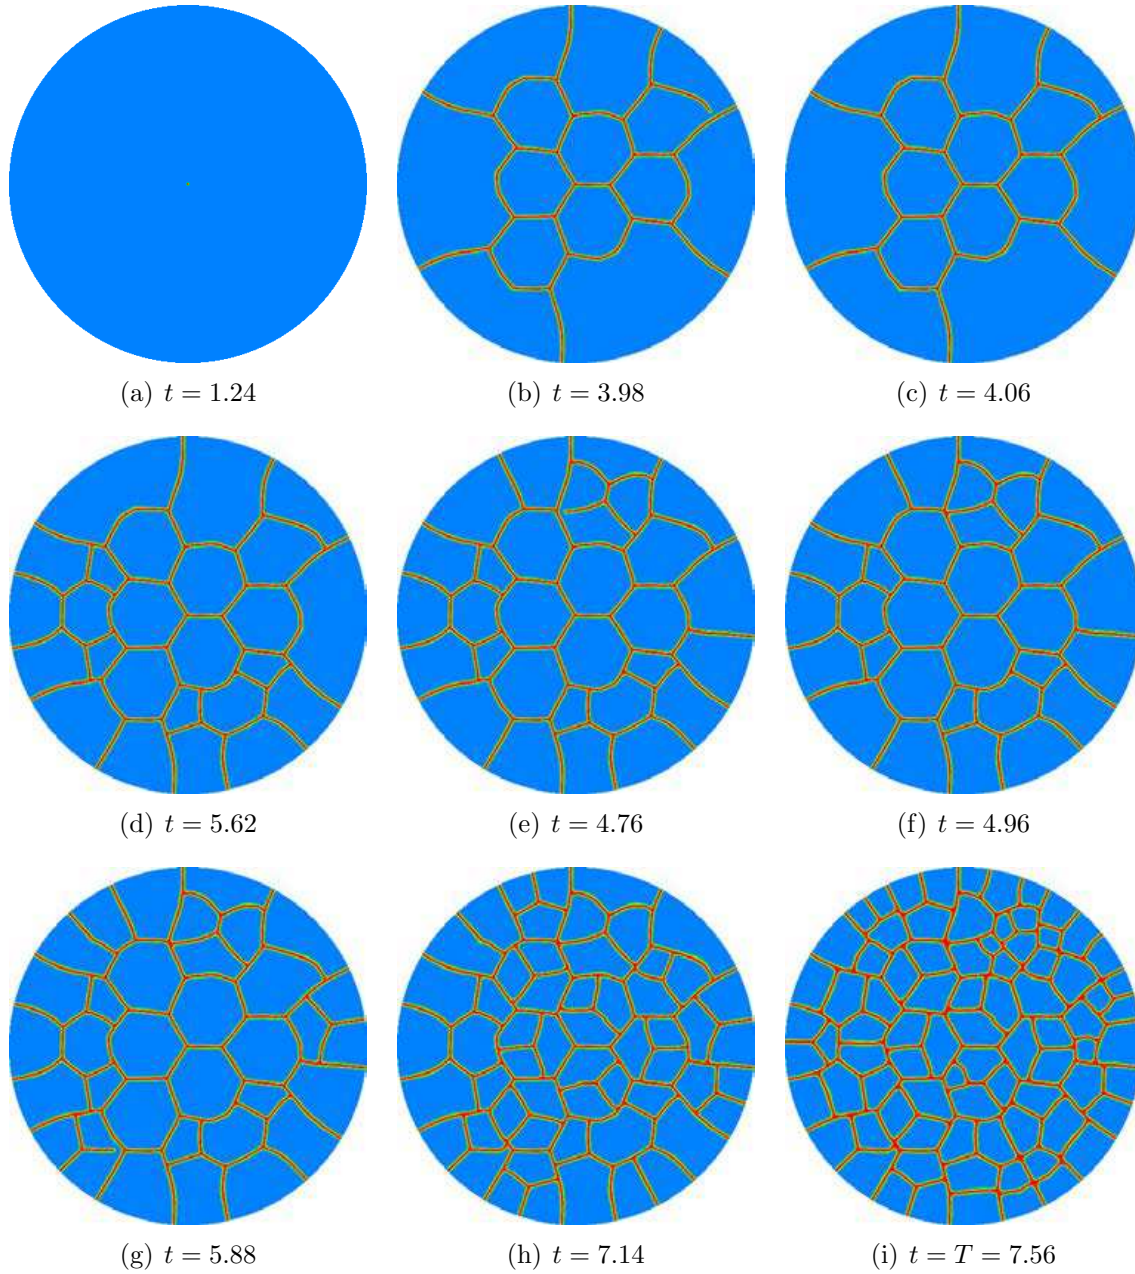 (a) t = 1.24
(b) t = 3.98
(c) t = 4.06
(d) t = 5.62
(e) t = 4.76
(f) t = 4.96
(g) t = 5.88
(h) t = 7.14
(i) t = T = 7.56